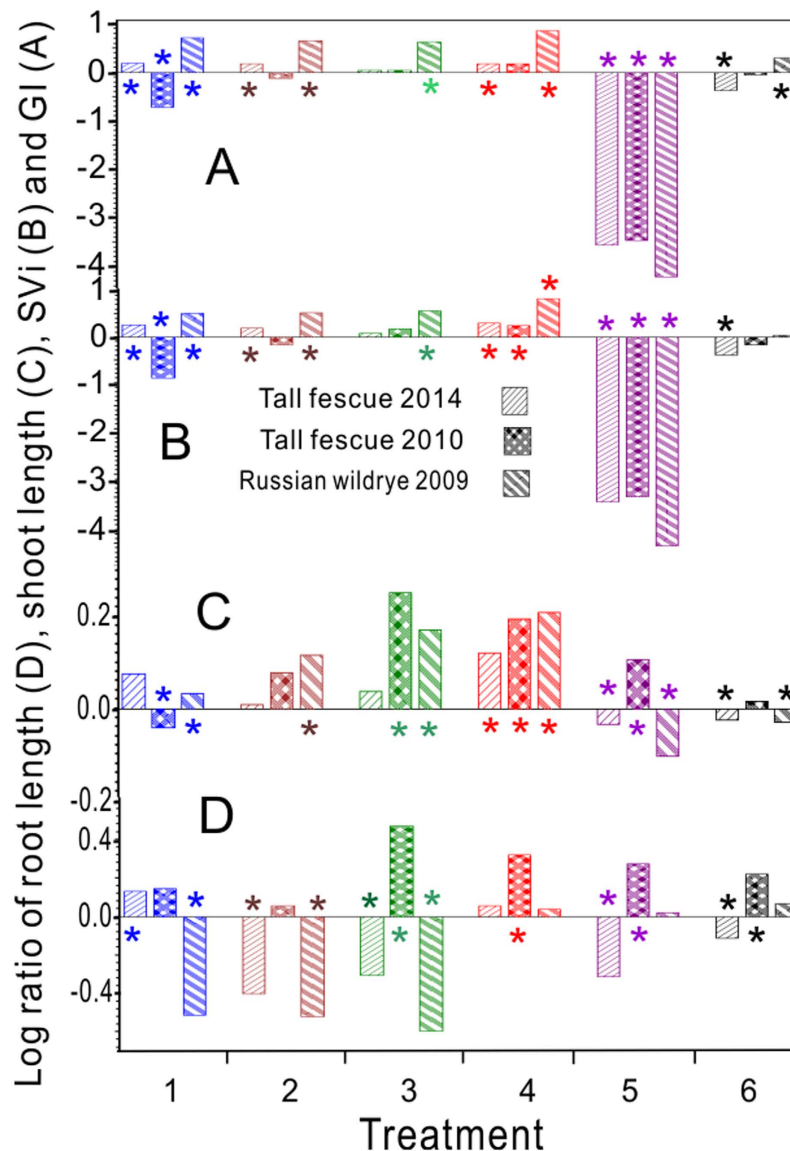 Log ratio of root length (D), shoot length (C), SVi (B) and GI (A)
1
0
-1
-2
-3
-4
A
* * * * * * * * * * * * * *
1
0
-1
-2
-3
-4
B
* * * * * * * * * * * * *
Tall fescue 2014
Tall fescue 2010
Russian wildrye 2009
0.2
0.0
-0.2
C
* * * * * * * * * * * * * *
0.4
0.0
-0.4
D
* * * * * * * * * * * * *
1 2 3 4 5 6
Treatment